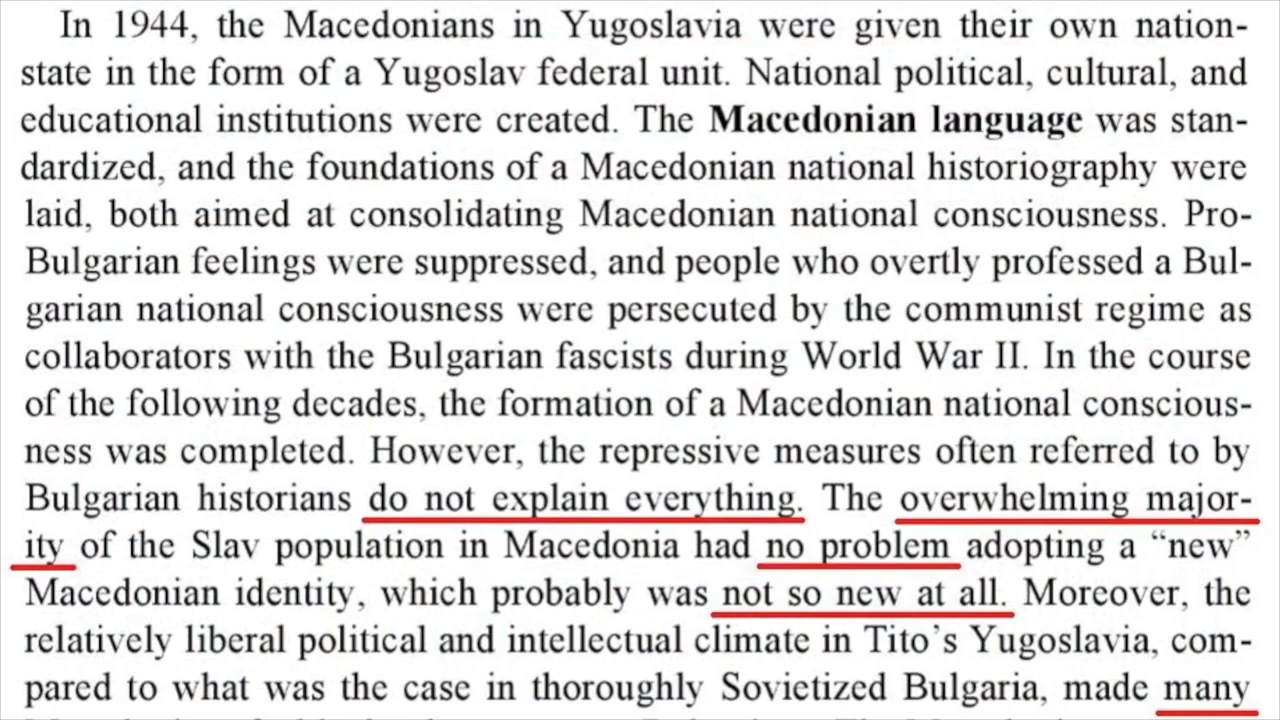 In 1944, the Macedonians in Yugoslavia were given their own nation-
state in the form of a Yugoslav federal unit. National political, cultural, and
educational institutions were created. The Macedonian language was stan-
dardized, and the foundations of a Macedonian national historiography were
laid, both aimed at consolidating Macedonian national consciousness. Pro-
Bulgarian feelings were suppressed, and people who overtly professed a Bul-
garian national consciousness were persecuted by the communist regime as
collaborators with the Bulgarian fascists during World War II. In the course
of the following decades, the formation of a Macedonian national conscious-
ness was completed. However, the repressive measures often referred to by
Bulgarian historians do not explain everything. The overwhelming major-
ity of the Slav population in Macedonia had no problem adopting a “new”
Macedonian identity, which probably was not so new at all. Moreover, the
relatively liberal political and intellectual climate in Tito’s Yugoslavia, com-
pared to what was the case in thoroughly Sovietized Bulgaria, made many